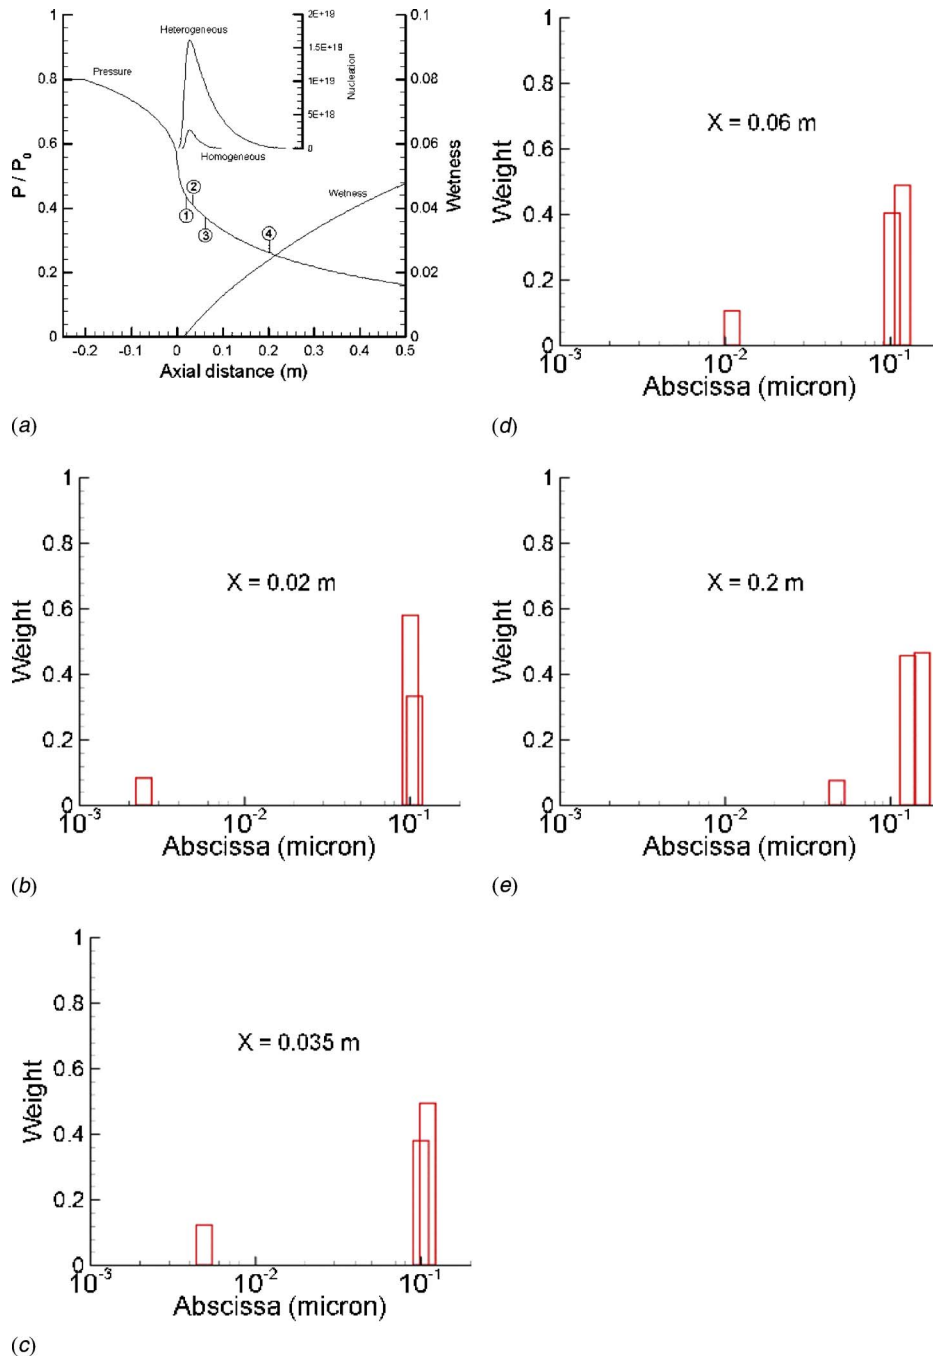 2E+19
1.5E+19
1E+19
5E+18
0
Nucleation
Heterogeneous
Homogeneous
Pressure
Wetness
1
2
3
4
P / P0
1
0.8
0.6
0.4
0.2
0
Wetness
0.1
0.08
0.06
0.04
0.02
0
-0.2 -0.1 0 0.1 0.2 0.3 0.4 0.5
Axial distance (m)
(a)
1
0.8
0.6
0.4
0.2
0
Weight
X = 0.06 m
10-3 10-2 10-1
Abscissa (micron)
(d)
1
0.8
0.6
0.4
0.2
0
Weight
X = 0.02 m
10-3 10-2 10-1
Abscissa (micron)
(b)
1
0.8
0.6
0.4
0.2
0
Weight
X = 0.2 m
10-3 10-2 10-1
Abscissa (micron)
(e)
1
0.8
0.6
0.4
0.2
0
Weight
X = 0.035 m
10-3 10-2 10-1
Abscissa (micron)
(c)